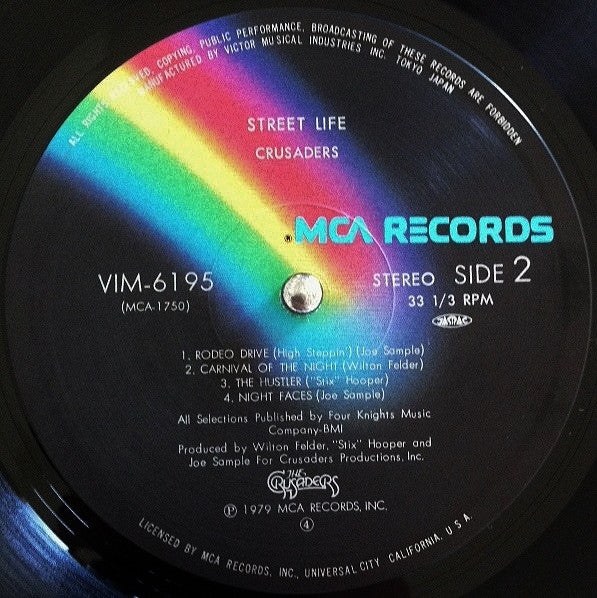 ALL RIGHTS RESERVED. COPYING, PUBLIC PERFORMANCE, BROADCASTING OF THESE RECORDS ARE FORBIDDEN
MANUFACTURED BY VICTOR MUSICAL INDUSTRIES INC. TOKYO JAPAN
STREET LIFE
CRUSADERS
MCA RECORDS
VIM-6195
(MCA-1750)
STEREO SIDE 2
33 1/3 RPM
JASRAC
1. RODEO DRIVE (High Steppin') (Joe Sample)
2. CARNIVAL OF THE NIGHT (Wilton Felder)
3. THE HUSTLER ("Stix" Hooper)
4. NIGHT FACES (Joe Sample)
All Selections Published by Four Knights Music
Company-BMI
Produced by Wilton Felder, "Stix" Hooper and
Joe Sample For Crusaders Productions, Inc.
THE
CRUSADERS
Ⓟ 1979 MCA RECORDS, INC.
④
LICENSED BY MCA RECORDS, INC., UNIVERSAL CITY, CALIFORNIA, U.S.A.